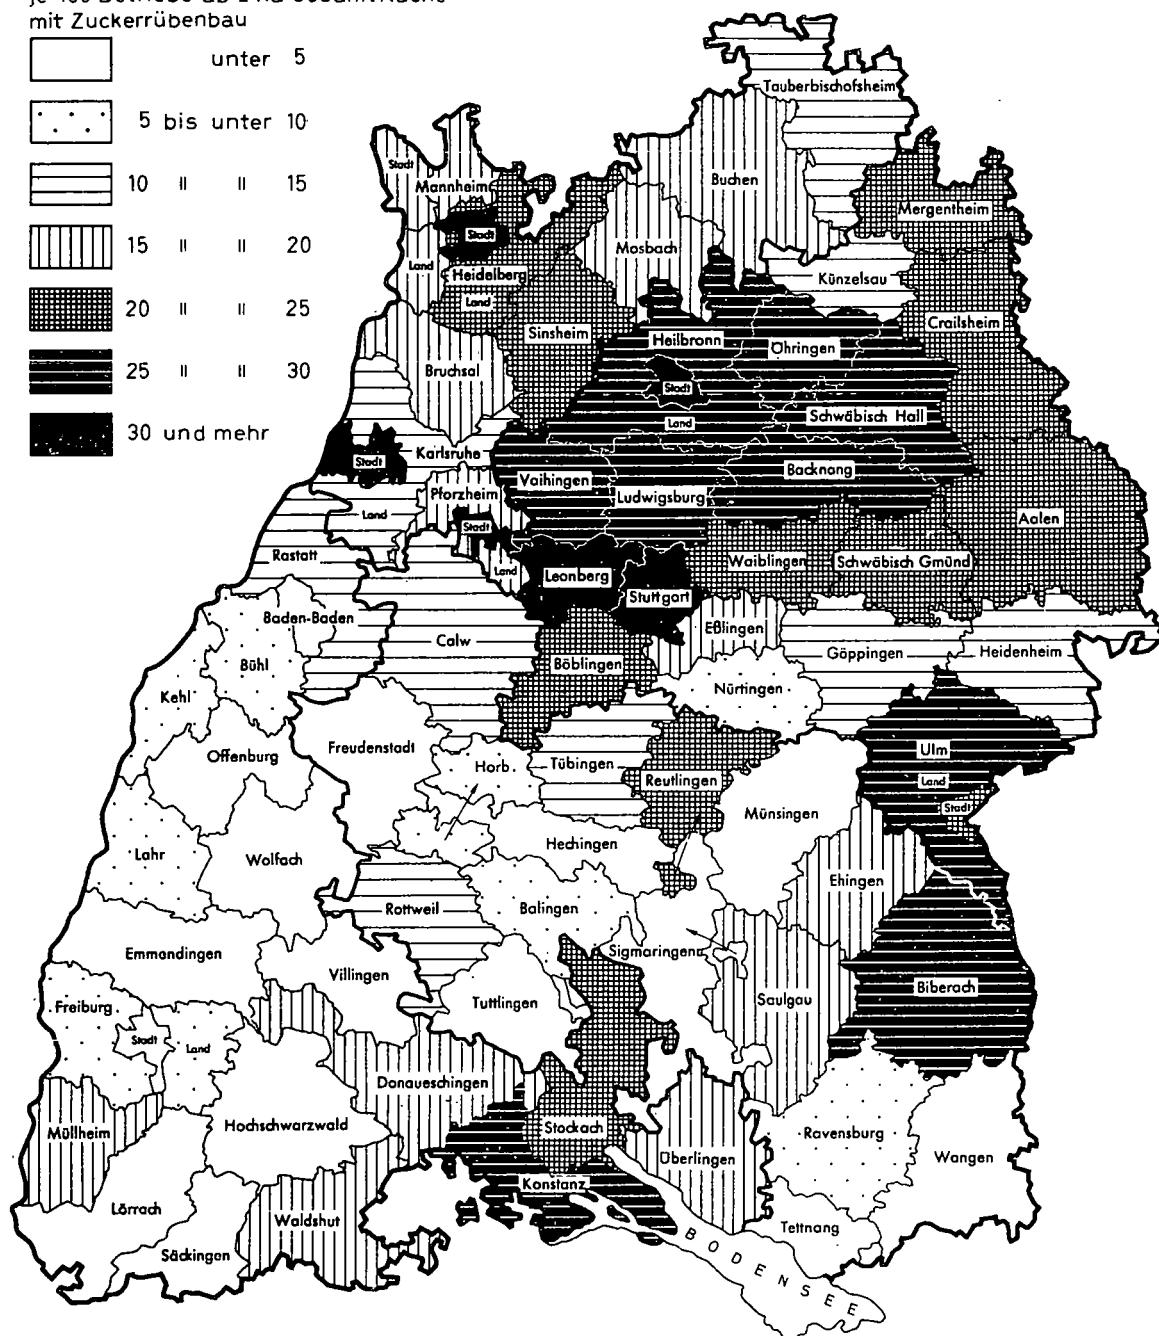 mit Zuckerrübenbau
unter 5
5 bis unter 10
10 " " 15
15 " " 20
20 " " 25
25 " " 30
30 und mehr
Tauberbischofsheim
Stadt
Mannheim
Buchen
Mergentheim
Stadt
Mosbach
Land
Heidelberg
Künzelsau
Land
Sinsheim
Crailsheim
Heilbronn
Öhringen
Bruchsal
Stadt
Schwäbisch Hall
Land
Stadt
Karlsruhe
Backnang
Vaihingen
Pforzheim
Ludwigsburg
Land
Stadt
Aalen
Rastatt
Waiblingen
Schwäbisch Gmünd
Land
Leonberg
Stuttgart
Baden-Baden
Eßlingen
Calw
Göppingen
Heidenheim
Bühl
Böblingen
Kehl
Nürtingen
Freudenstadt
Ulm
Offenburg
Horb
Tübingen
Reutlingen
Land
Stadt
Münsingen
Hechingen
Lahr
Wolfach
Ehingen
Rottweil
Balingen
Emmendingen
Sigmaringen
Villingen
Biberach
Tuttlingen
Saulgau
Freiburg
Stadt
Land
Donaueschingen
Hochschwarzwald
Stockach
Müllheim
Ravensburg
Überlingen
Wangen
Konstanz
Lörrach
Waldshut
Tettnang
Säckingen
BODENSEE